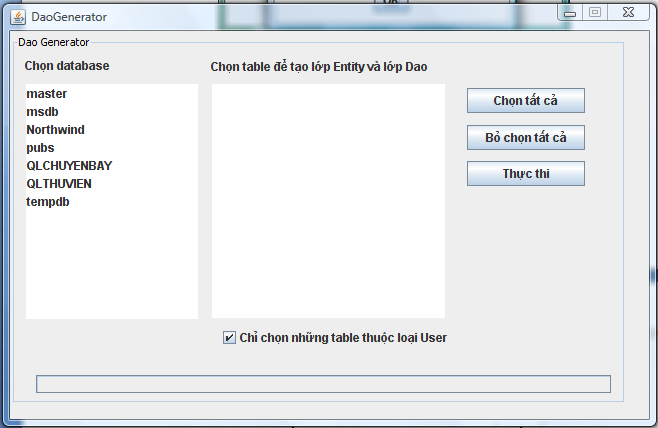 DaoGenerator
Dao Generator
Chọn database
Chọn table để tạo lớp Entity và lớp Dao
master
msdb
Northwind
pubs
QLCHUYENBAY
QLTHUVIEN
tempdb
Chọn tất cả
Bỏ chọn tất cả
Thực thi
Chỉ chọn những table thuộc loại User